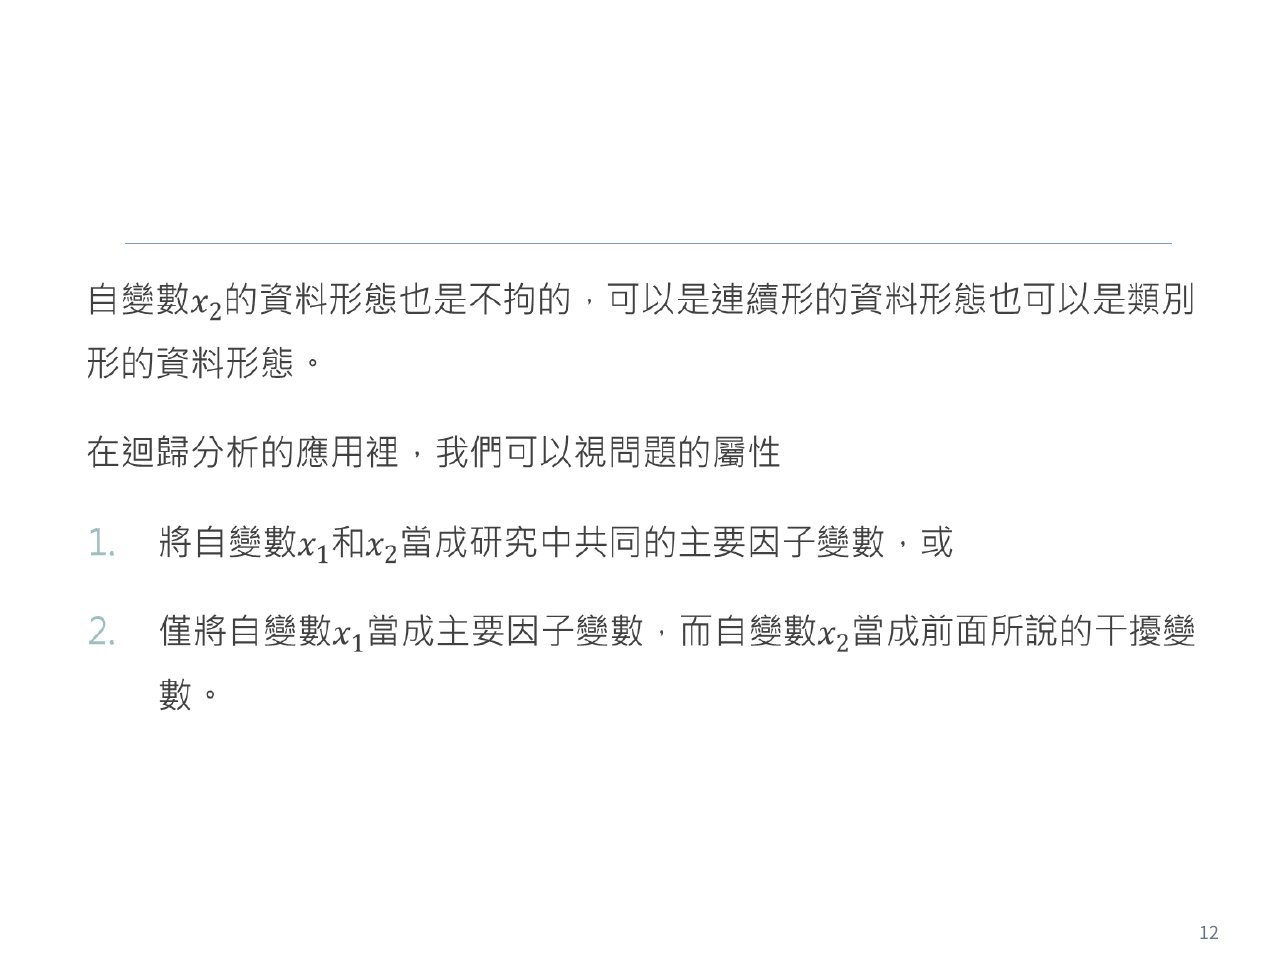 自變數𝑥₂的資料形態也是不拘的，可以是連續形的資料形態也可以是類別
形的資料形態。
在迴歸分析的應用裡，我們可以視問題的屬性
1. 將自變數𝑥₁和𝑥₂當成研究中共同的主要因子變數，或
2. 僅將自變數𝑥₁當成主要因子變數，而自變數𝑥₂當成前面所說的干擾變
數。
12